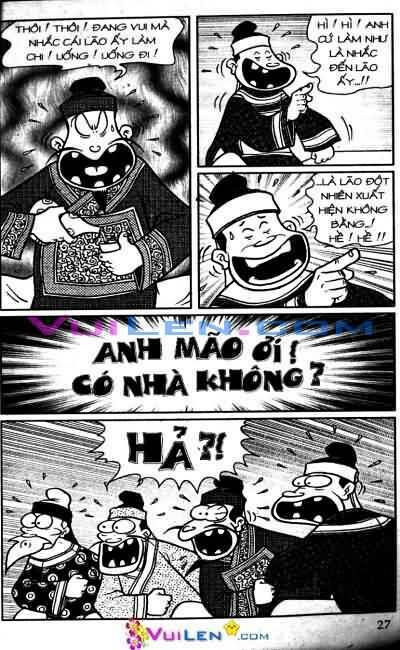 THÔI! THÔI! ĐANG VUI MÀ
NHẮC CÁI LÃO ẤY LÀM
CHI! UỐNG! UỐNG ĐI!
HÌ! HÌ! ANH
CỨ LÀM NHƯ
LÀ NHẮC
ĐẾN LÃO
ẤY...!!
...LÀ LÃO ĐỘT
NHIÊN XUẤT
HIỆN KHÔNG
BẰNG..!
HỀ! HỀ!!
VUILEN.COM
ANH MÃO ƠI!
CÓ NHÀ KHÔNG?
HẢ?!
27
VUILEN.COM